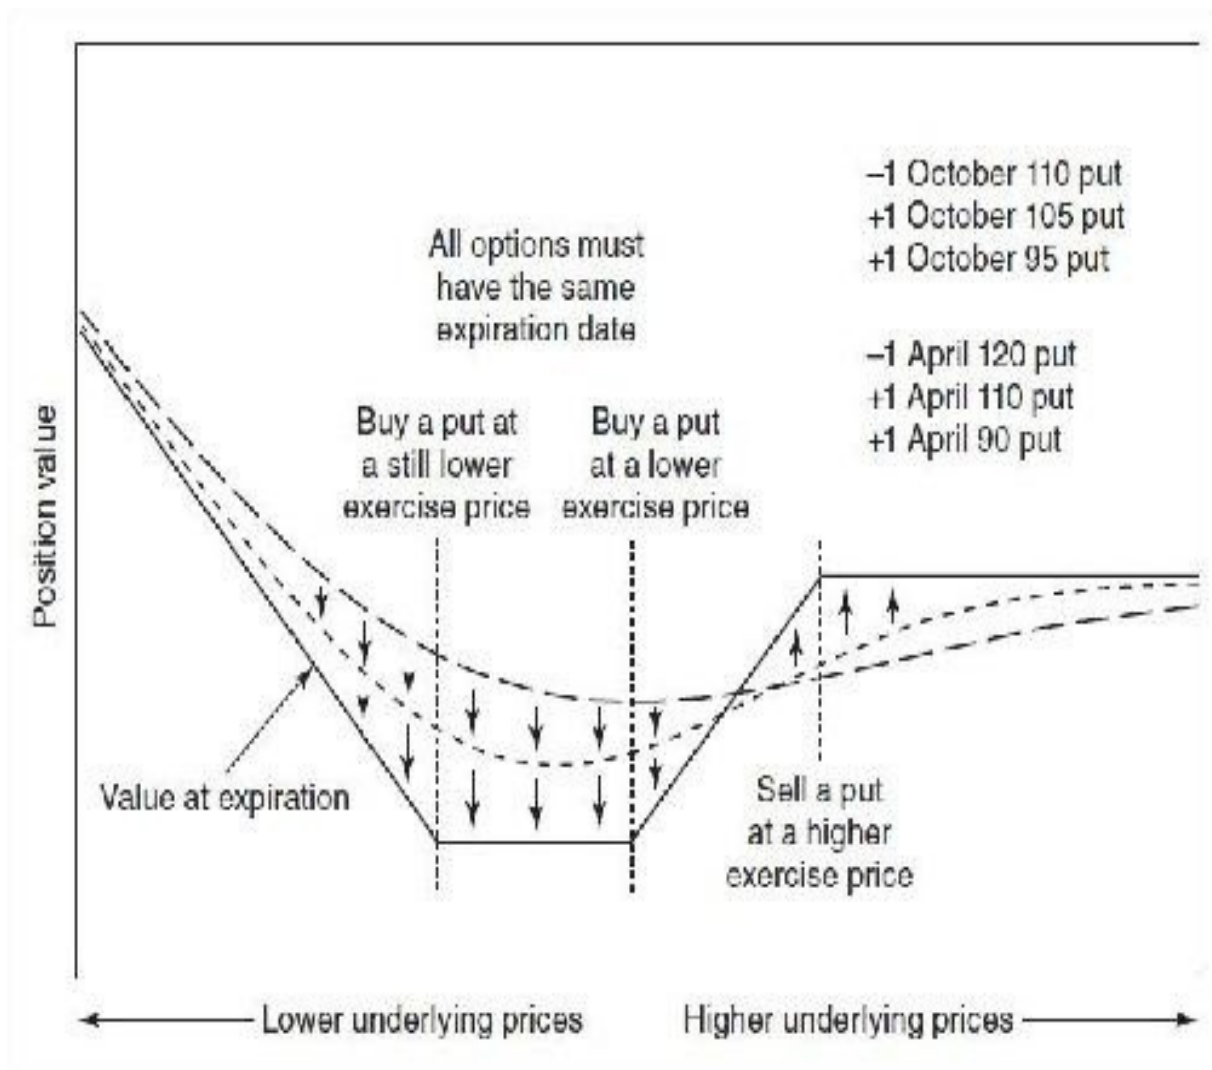 –1 October 110 put
+1 October 105 put
+1 October 95 put
All options must
have the same
expiration date
–1 April 120 put
+1 April 110 put
+1 April 90 put
Buy a put at
a still lower
exercise price
Buy a put
at a lower
exercise price
Position value
Value at expiration
Sell a put
at a higher
exercise price
Lower underlying prices
Higher underlying prices